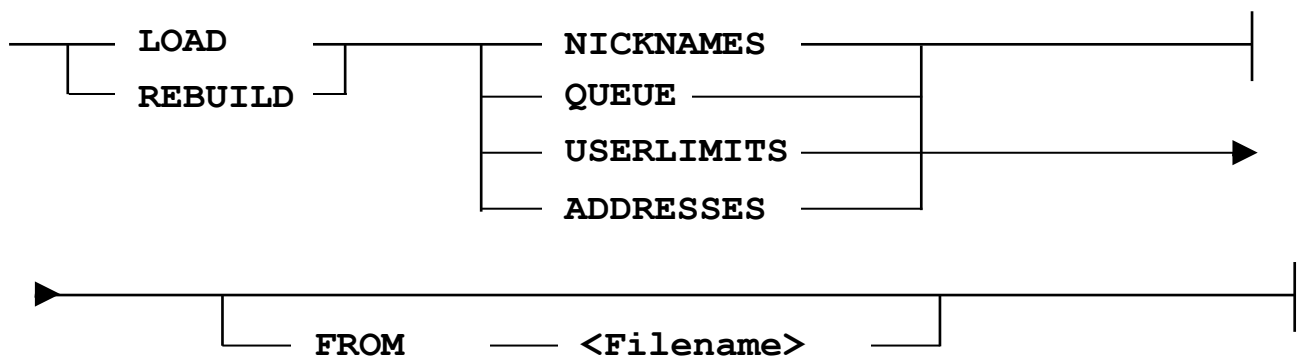 LOAD NICKNAMES
REBUILD QUEUE
USERLIMITS
ADDRESSES
FROM <Filename>